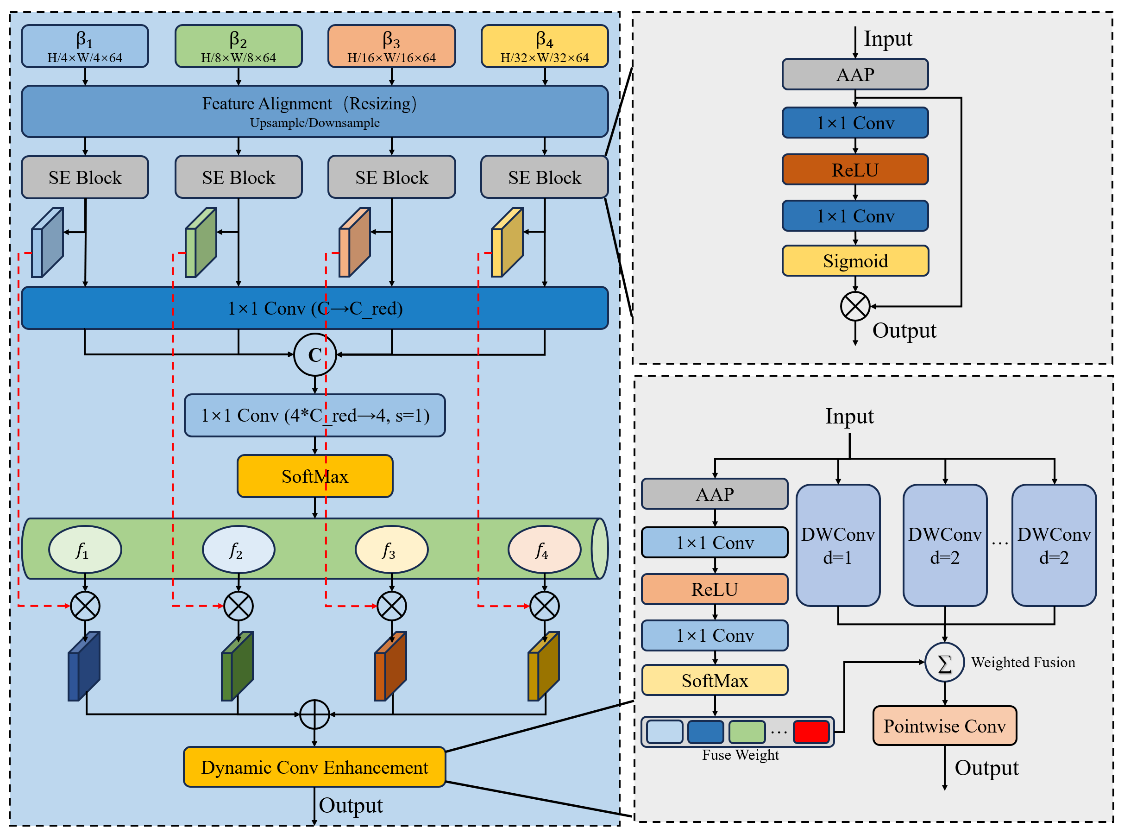 β₁
H/4×W/4×64
β₂
H/8×W/8×64
β₃
H/16×W/16×64
β₄
H/32×W/32×64
Feature Alignment（Resizing）
Upsample/Downsample
SE Block
SE Block
SE Block
SE Block
1×1 Conv (C→C_red)
C
1×1 Conv (4*C_red→4, s=1)
SoftMax
f₁
f₂
f₃
f₄
Dynamic Conv Enhancement
Output
Input
AAP
1×1 Conv
ReLU
1×1 Conv
Sigmoid
Output
Input
AAP
1×1 Conv
ReLU
1×1 Conv
SoftMax
...
Fuse Weight
DWConv
d=1
DWConv
d=2
...
DWConv
d=2
Σ
Weighted Fusion
Pointwise Conv
Output